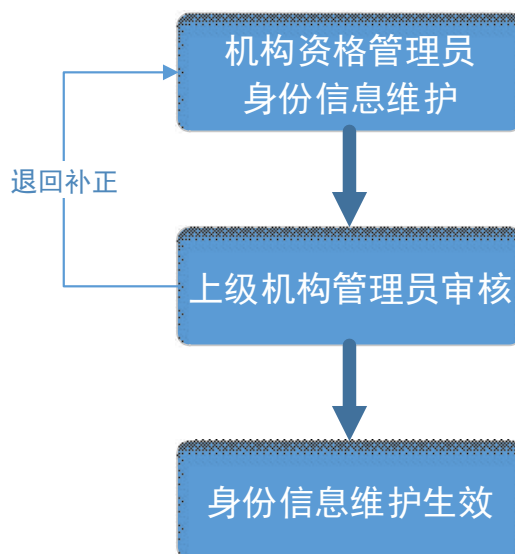 机构资格管理员
身份信息维护
退回补正
上级机构管理员审核
身份信息维护生效